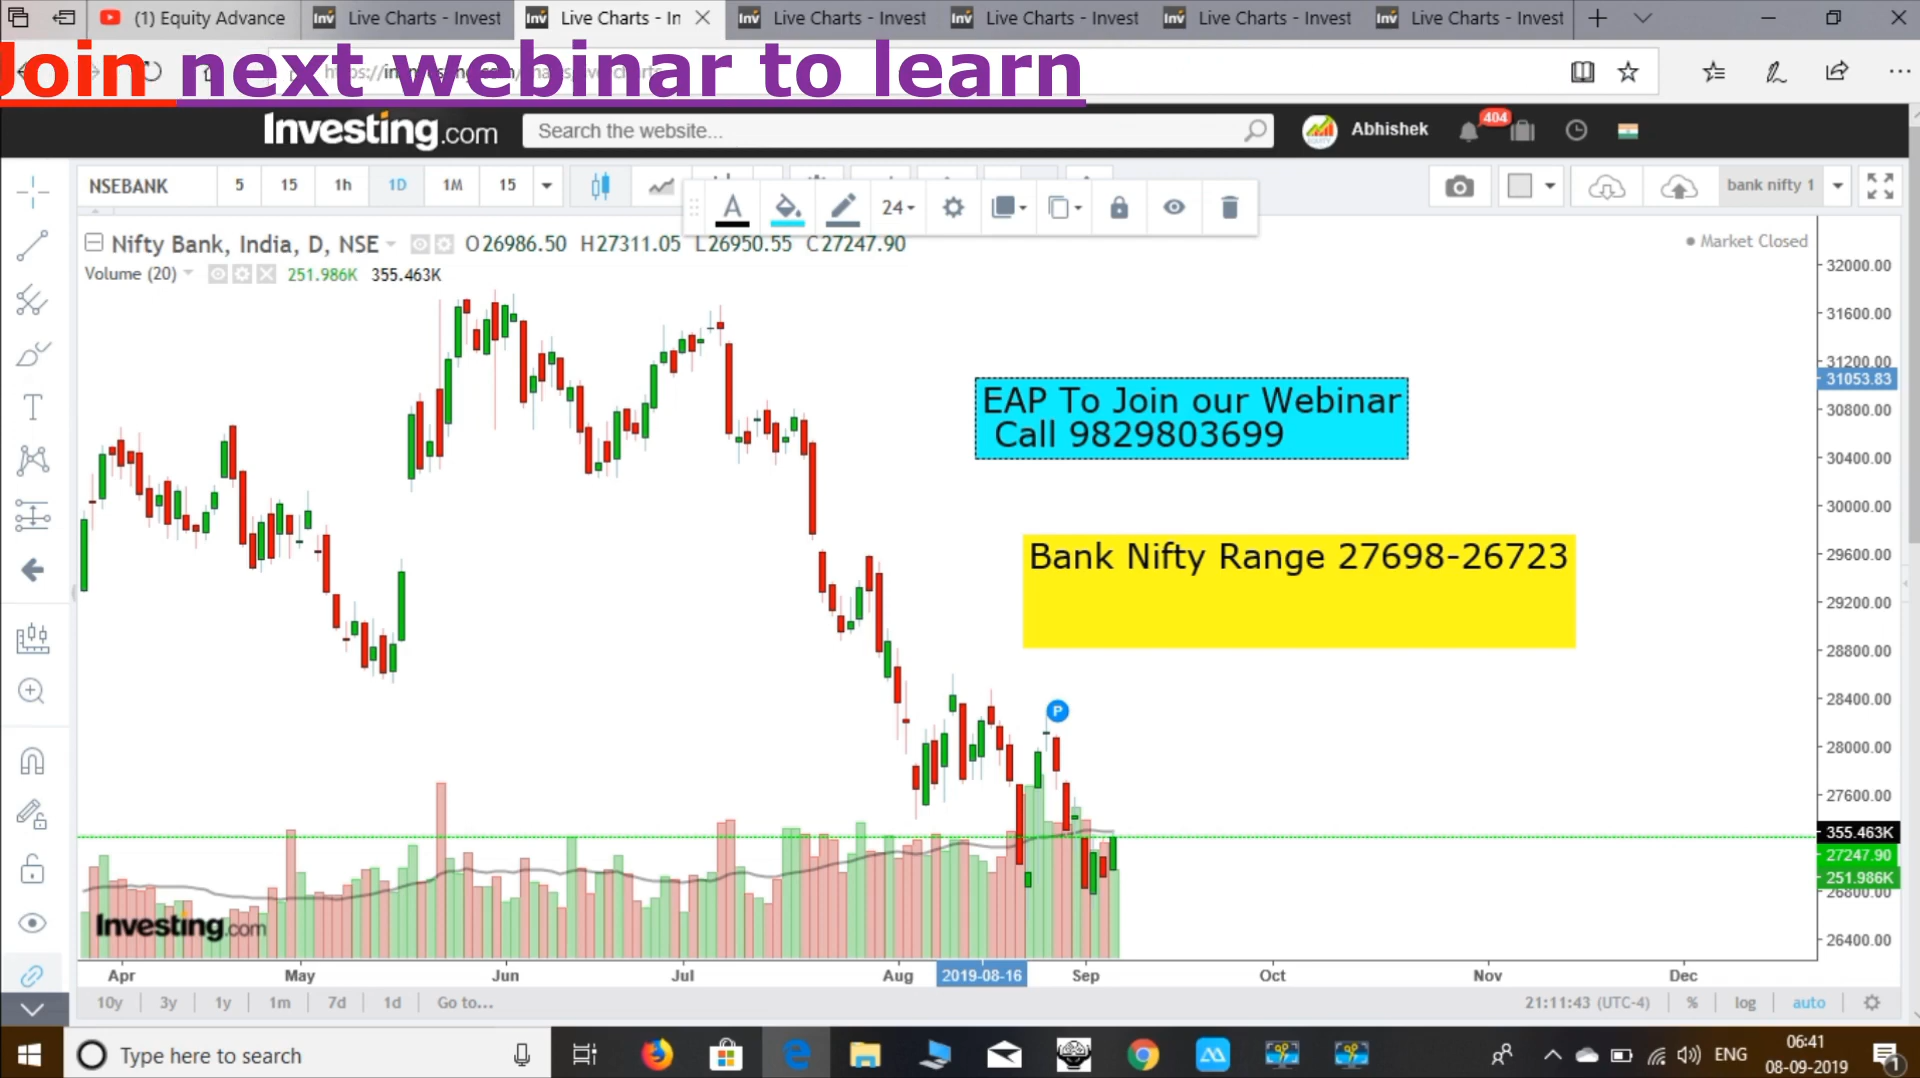 (1) Equity Advance
Live Charts - Invest
Live Charts - In
Live Charts - Invest
Live Charts - Invest
Live Charts - Invest
Live Charts - Invest
Join next webinar to learn
Investing.com
Search the website...
Abhishek
404
NSEBANK
5
15
1h
1D
1M
15
24
bank nifty 1
Nifty Bank, India, D, NSE
O26986.50 H27311.05 L26950.55 C27247.90
Market Closed
Volume (20)
251.986K 355.463K
32000.00
31600.00
31200.00
31053.83
30800.00
30400.00
30000.00
29600.00
29200.00
28800.00
28400.00
28000.00
27600.00
355.463K
27247.90
251.986K
26800.00
26400.00
EAP To Join our Webinar
Call 9829803699
Bank Nifty Range 27698-26723
P
Investing.com
Apr
May
Jun
Jul
Aug
2019-08-16
Sep
Oct
Nov
Dec
10y
3y
1y
1m
7d
1d
Go to...
21:11:43 (UTC-4)
%
log
auto
Type here to search
ENG
06:41
08-09-2019
1